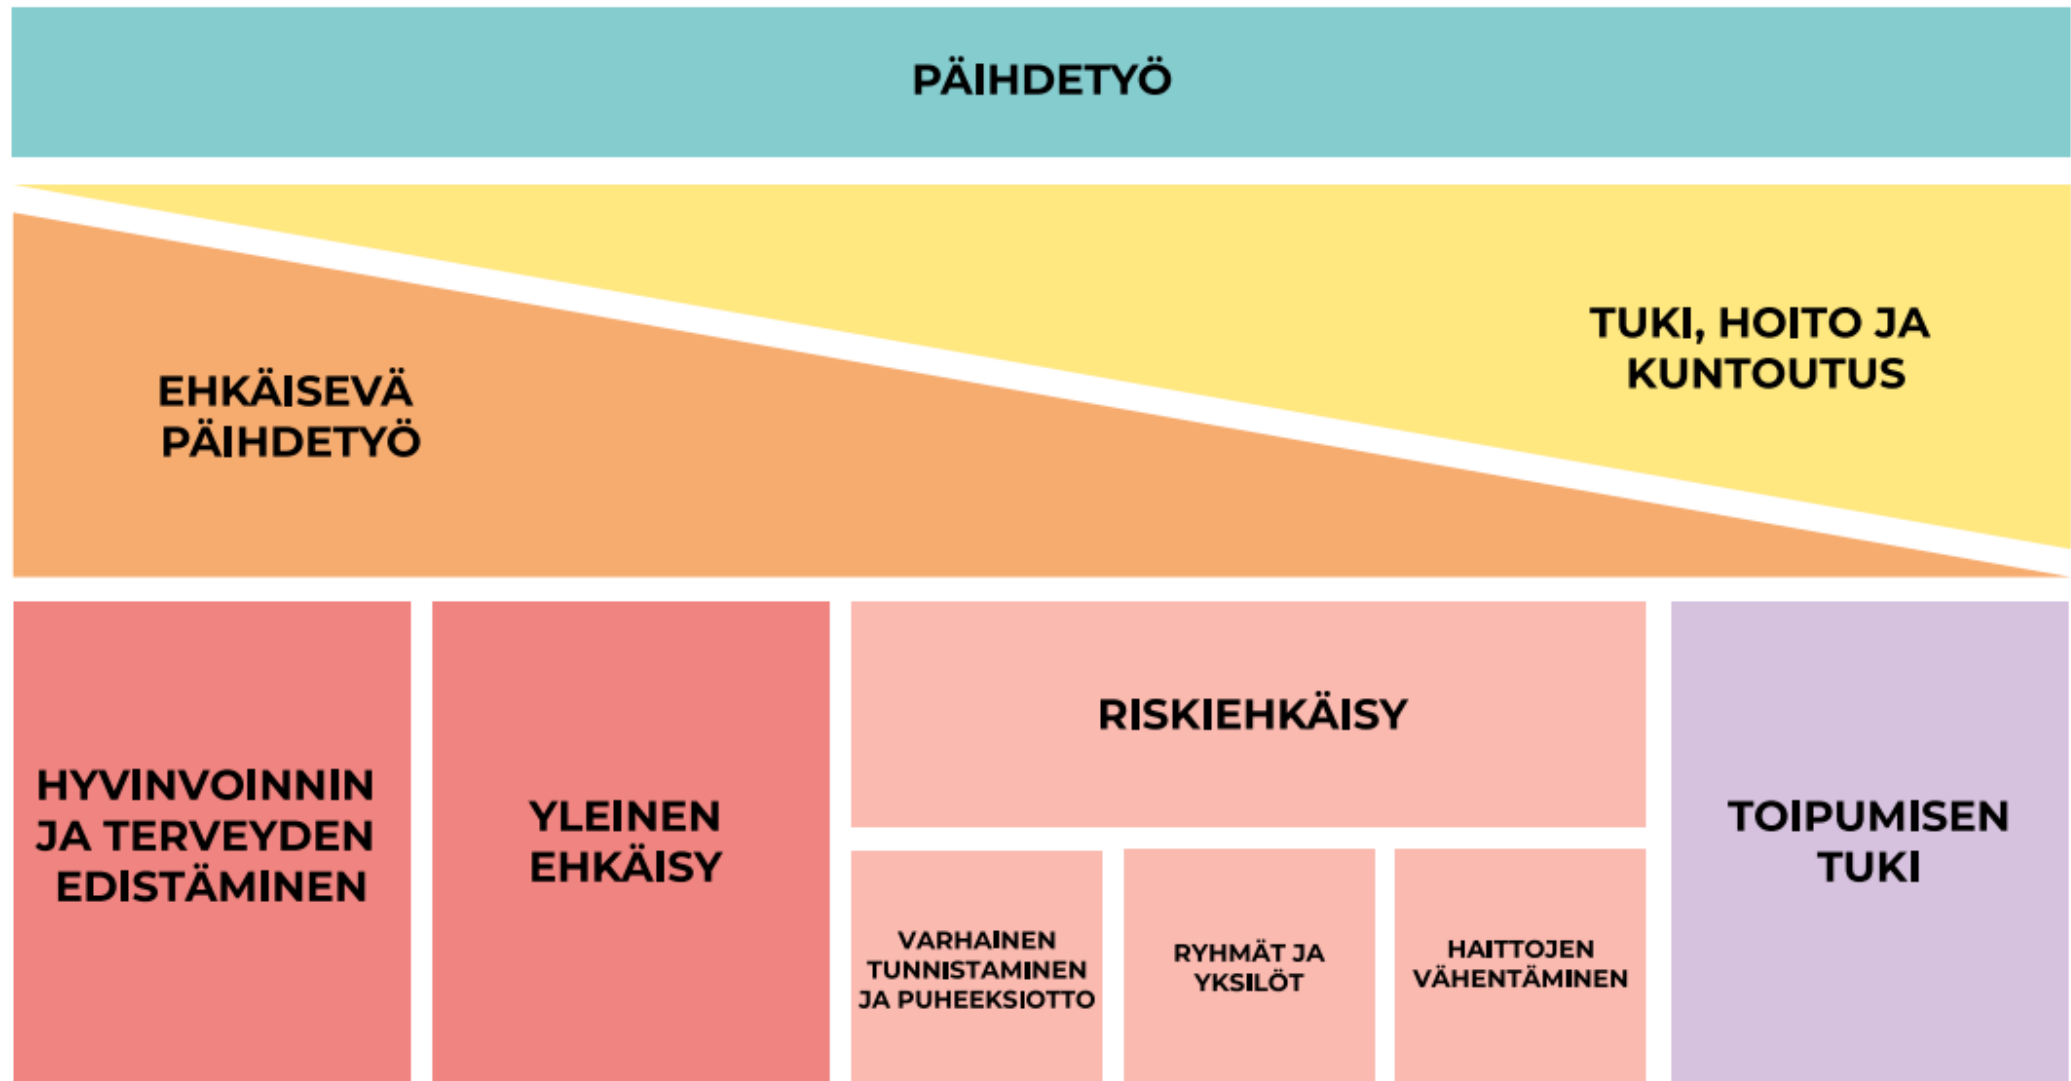 PÄIHDETYÖ
TUKI, HOITO JA
KUNTOUTUS
EHKÄISEVÄ
PÄIHDETYÖ
HYVINVOINNIN
JA TERVEYDEN
EDISTÄMINEN
YLEINEN
EHKÄISY
RISKIEHKÄISY
VARHAINEN
TUNNISTAMINEN
JA PUHEEKSIOTTO
RYHMÄT JA
YKSILÖT
HAITTOJEN
VÄHENTÄMINEN
TOIPUMISEN
TUKI